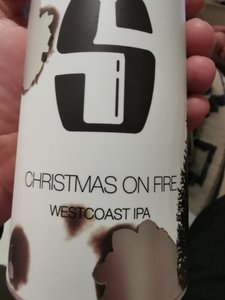 S
CHRISTMAS ON FIRE
WESTCOAST IPA